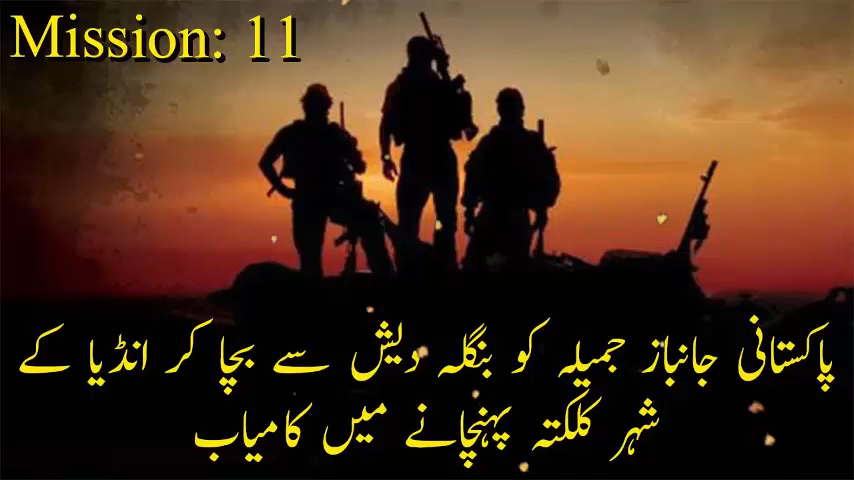 Mission: 11
پاکستانی جانباز جمیلہ کو بنگلہ دیش سے بچا کر انڈیا کے
شہر کلکتہ پہنچانے میں کامیاب